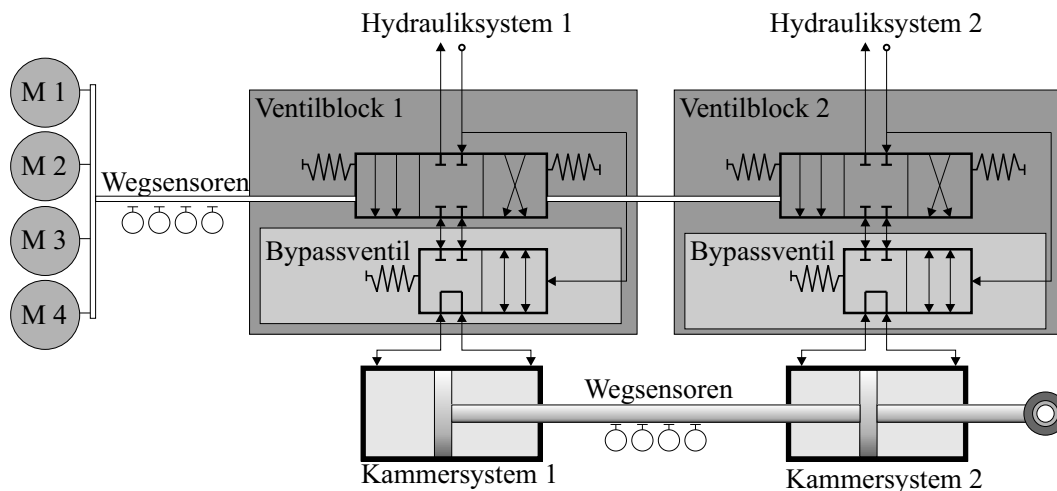 Hydrauliksystem 1
Hydrauliksystem 2
M 1
M 2
M 3
M 4
Ventilblock 1
Ventilblock 2
Wegsensoren
Bypassventil
Bypassventil
Wegsensoren
Kammersystem 1
Kammersystem 2